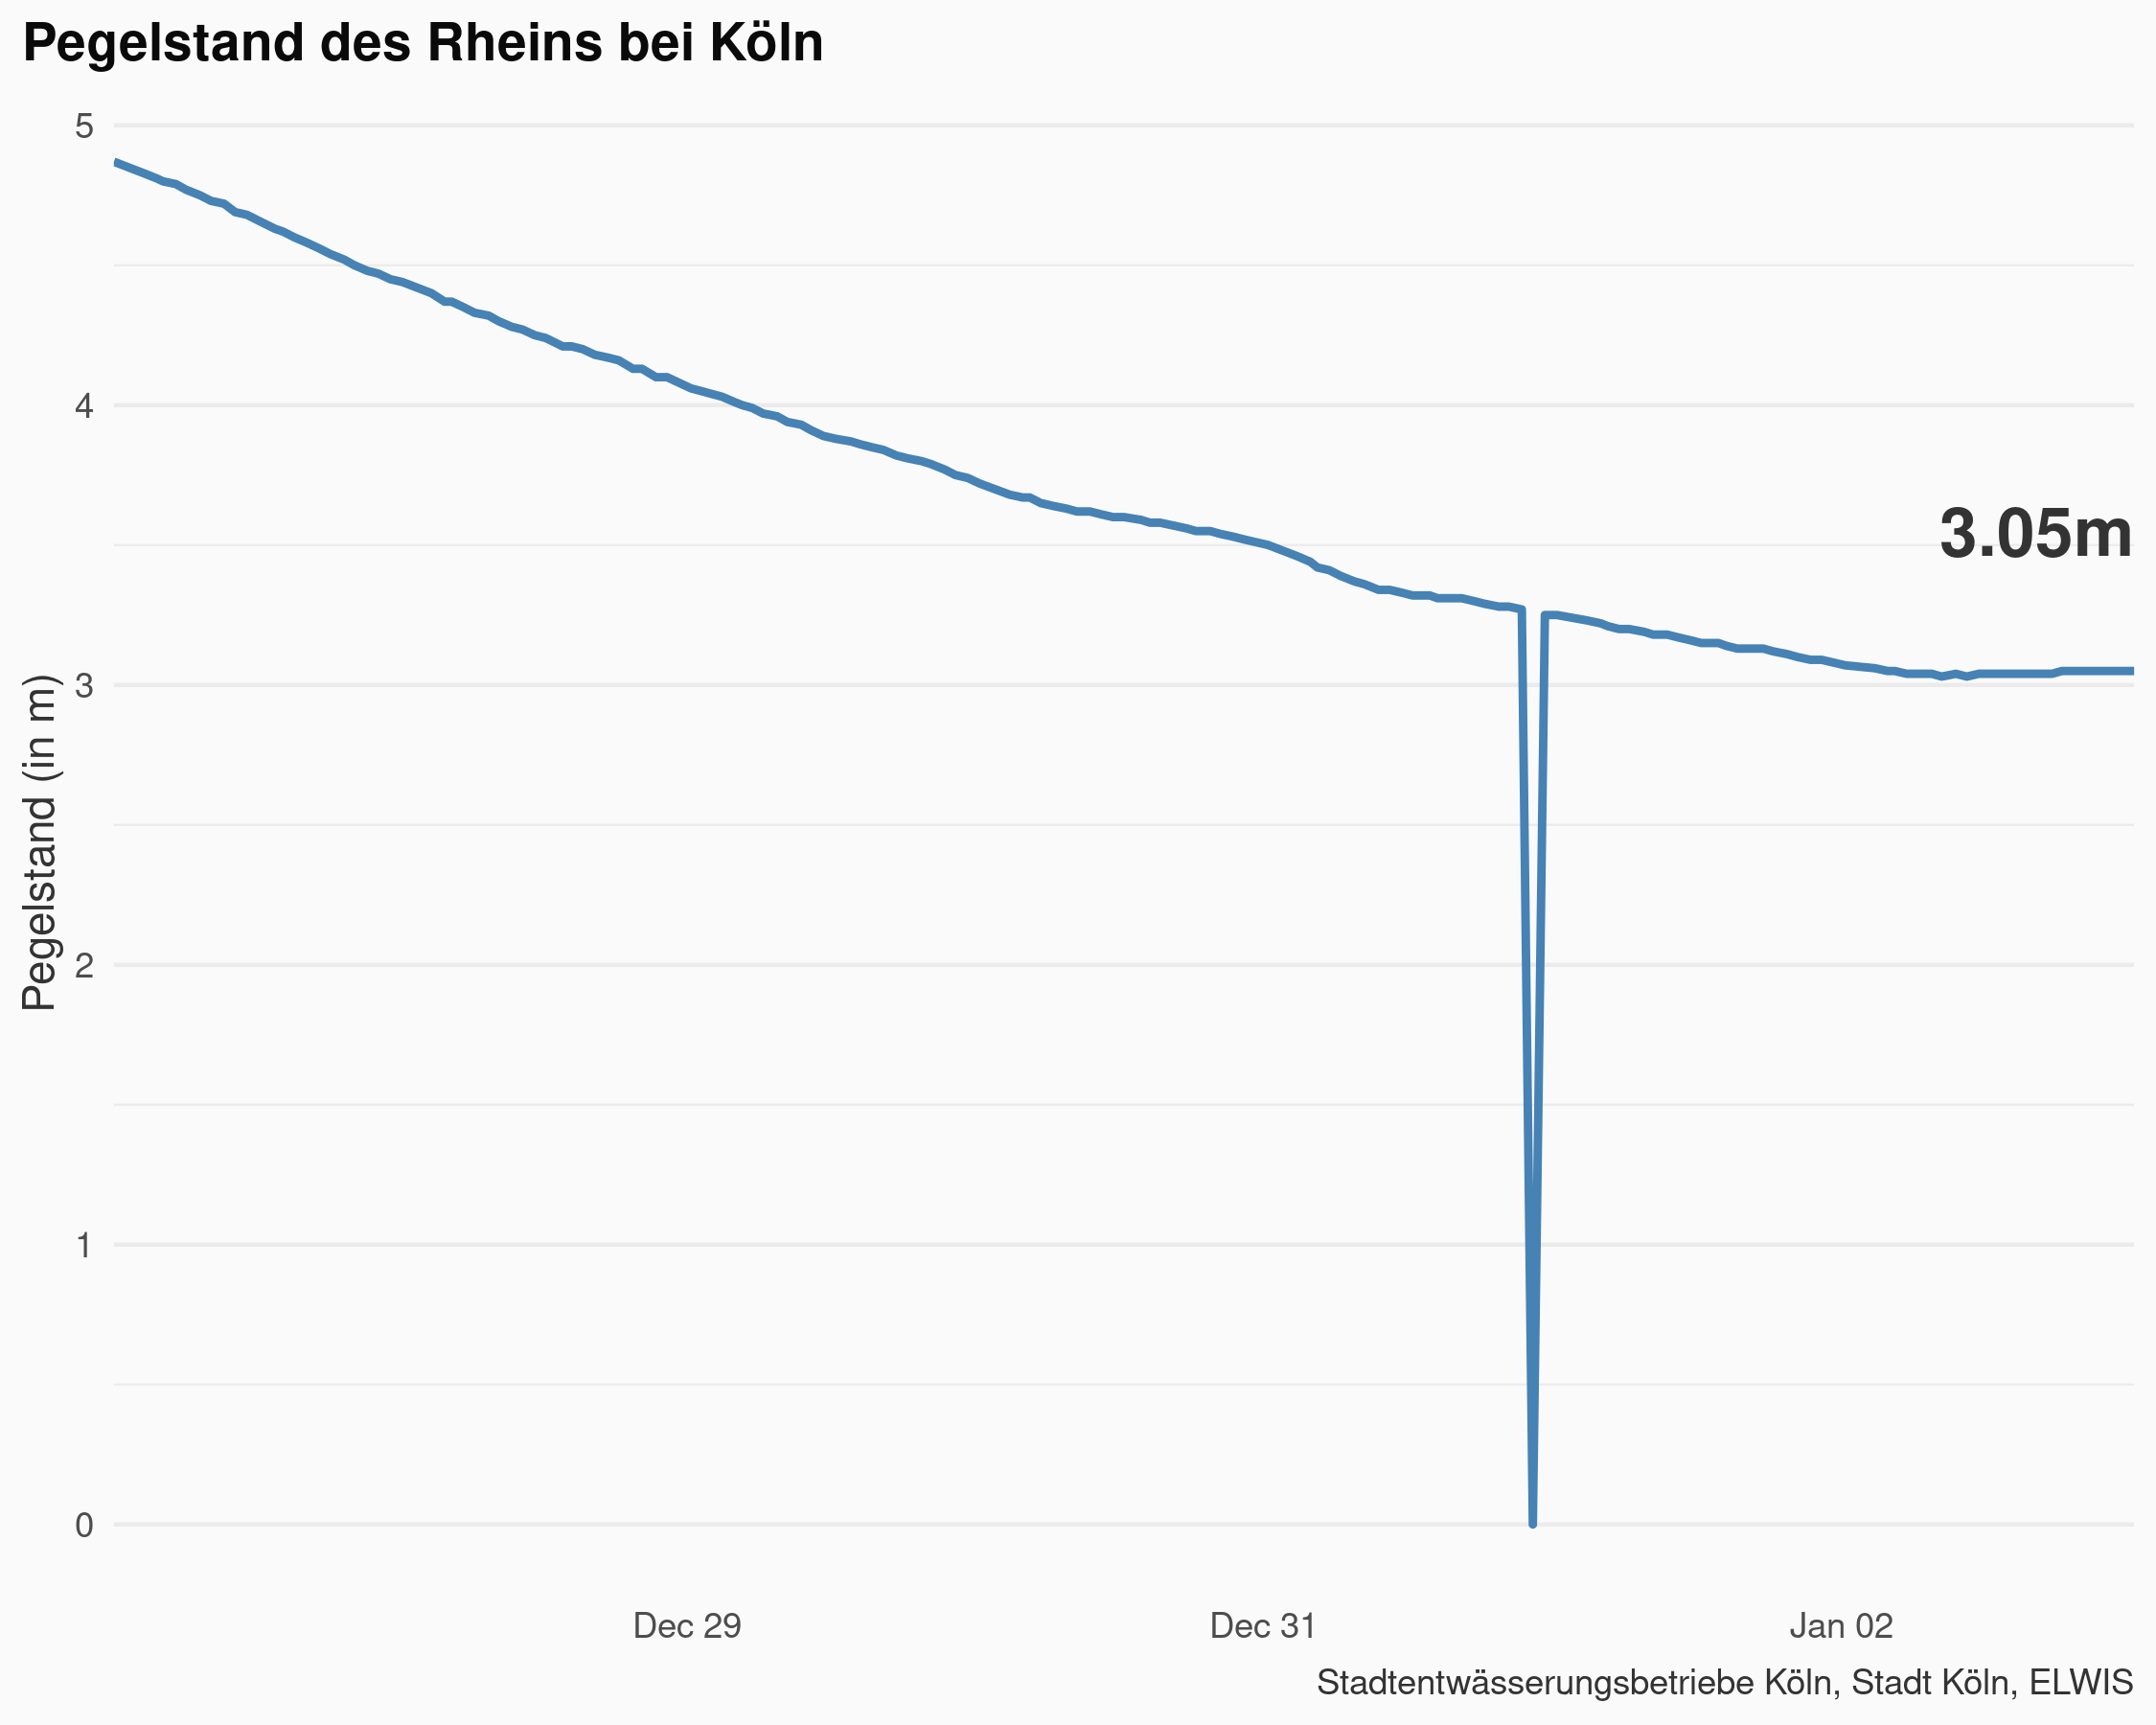 Pegelstand des Rheins bei Köln
Pegelstand (in m)
5
4
3
2
1
0
3.05m
Dec 29
Dec 31
Jan 02
Stadtentwässerungsbetriebe Köln, Stadt Köln, ELWIS